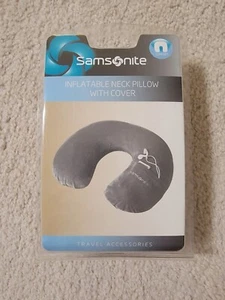 Samsonite
INFLATABLE NECK PILLOW
WITH COVER
TRAVEL ACCESSORIES